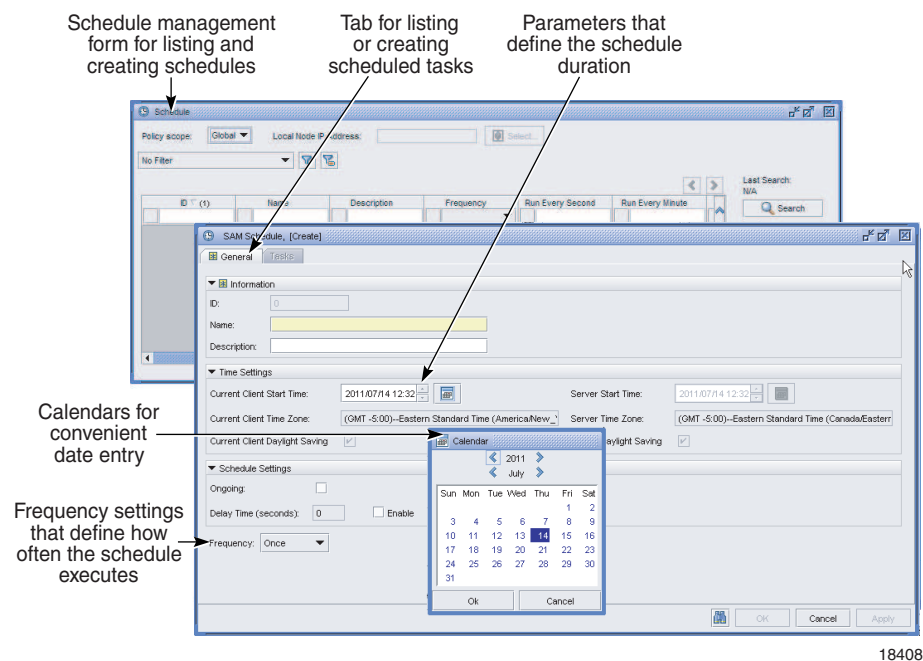 Schedule management
form for listing and
creating schedules
Tab for listing
or creating
scheduled tasks
Parameters that
define the schedule
duration
Schedule
Policy scope: Global Local Node IP Address: Select...
No Filter
Last Search:
N/A
ID (1) Name Description Frequency Run Every Second Run Every Minute
Search
SAM Schedule, [Create]
General Tasks
Information
ID: 0
Name:
Description:
Time Settings
Current Client Start Time: 2011/07/14 12:32 Server Start Time: 2011/07/14 12:32
Current Client Time Zone: (GMT -5:00)--Eastern Standard Time (America/New_) Server Time Zone: (GMT -5:00)--Eastern Standard Time (Canada/Easterr
Current Client Daylight Saving aylight Saving
Calendars for
convenient
date entry
Calendar
2011
July
Sun Mon Tue Wed Thu Fri Sat
1 2
3 4 5 6 7 8 9
10 11 12 13 14 15 16
17 18 19 20 21 22 23
24 25 26 27 28 29 30
31
Ok Cancel
Schedule Settings
Ongoing:
Delay Time (seconds): 0 Enable
Frequency: Once
Frequency settings
that define how
often the schedule
executes
OK Cancel Apply
18408